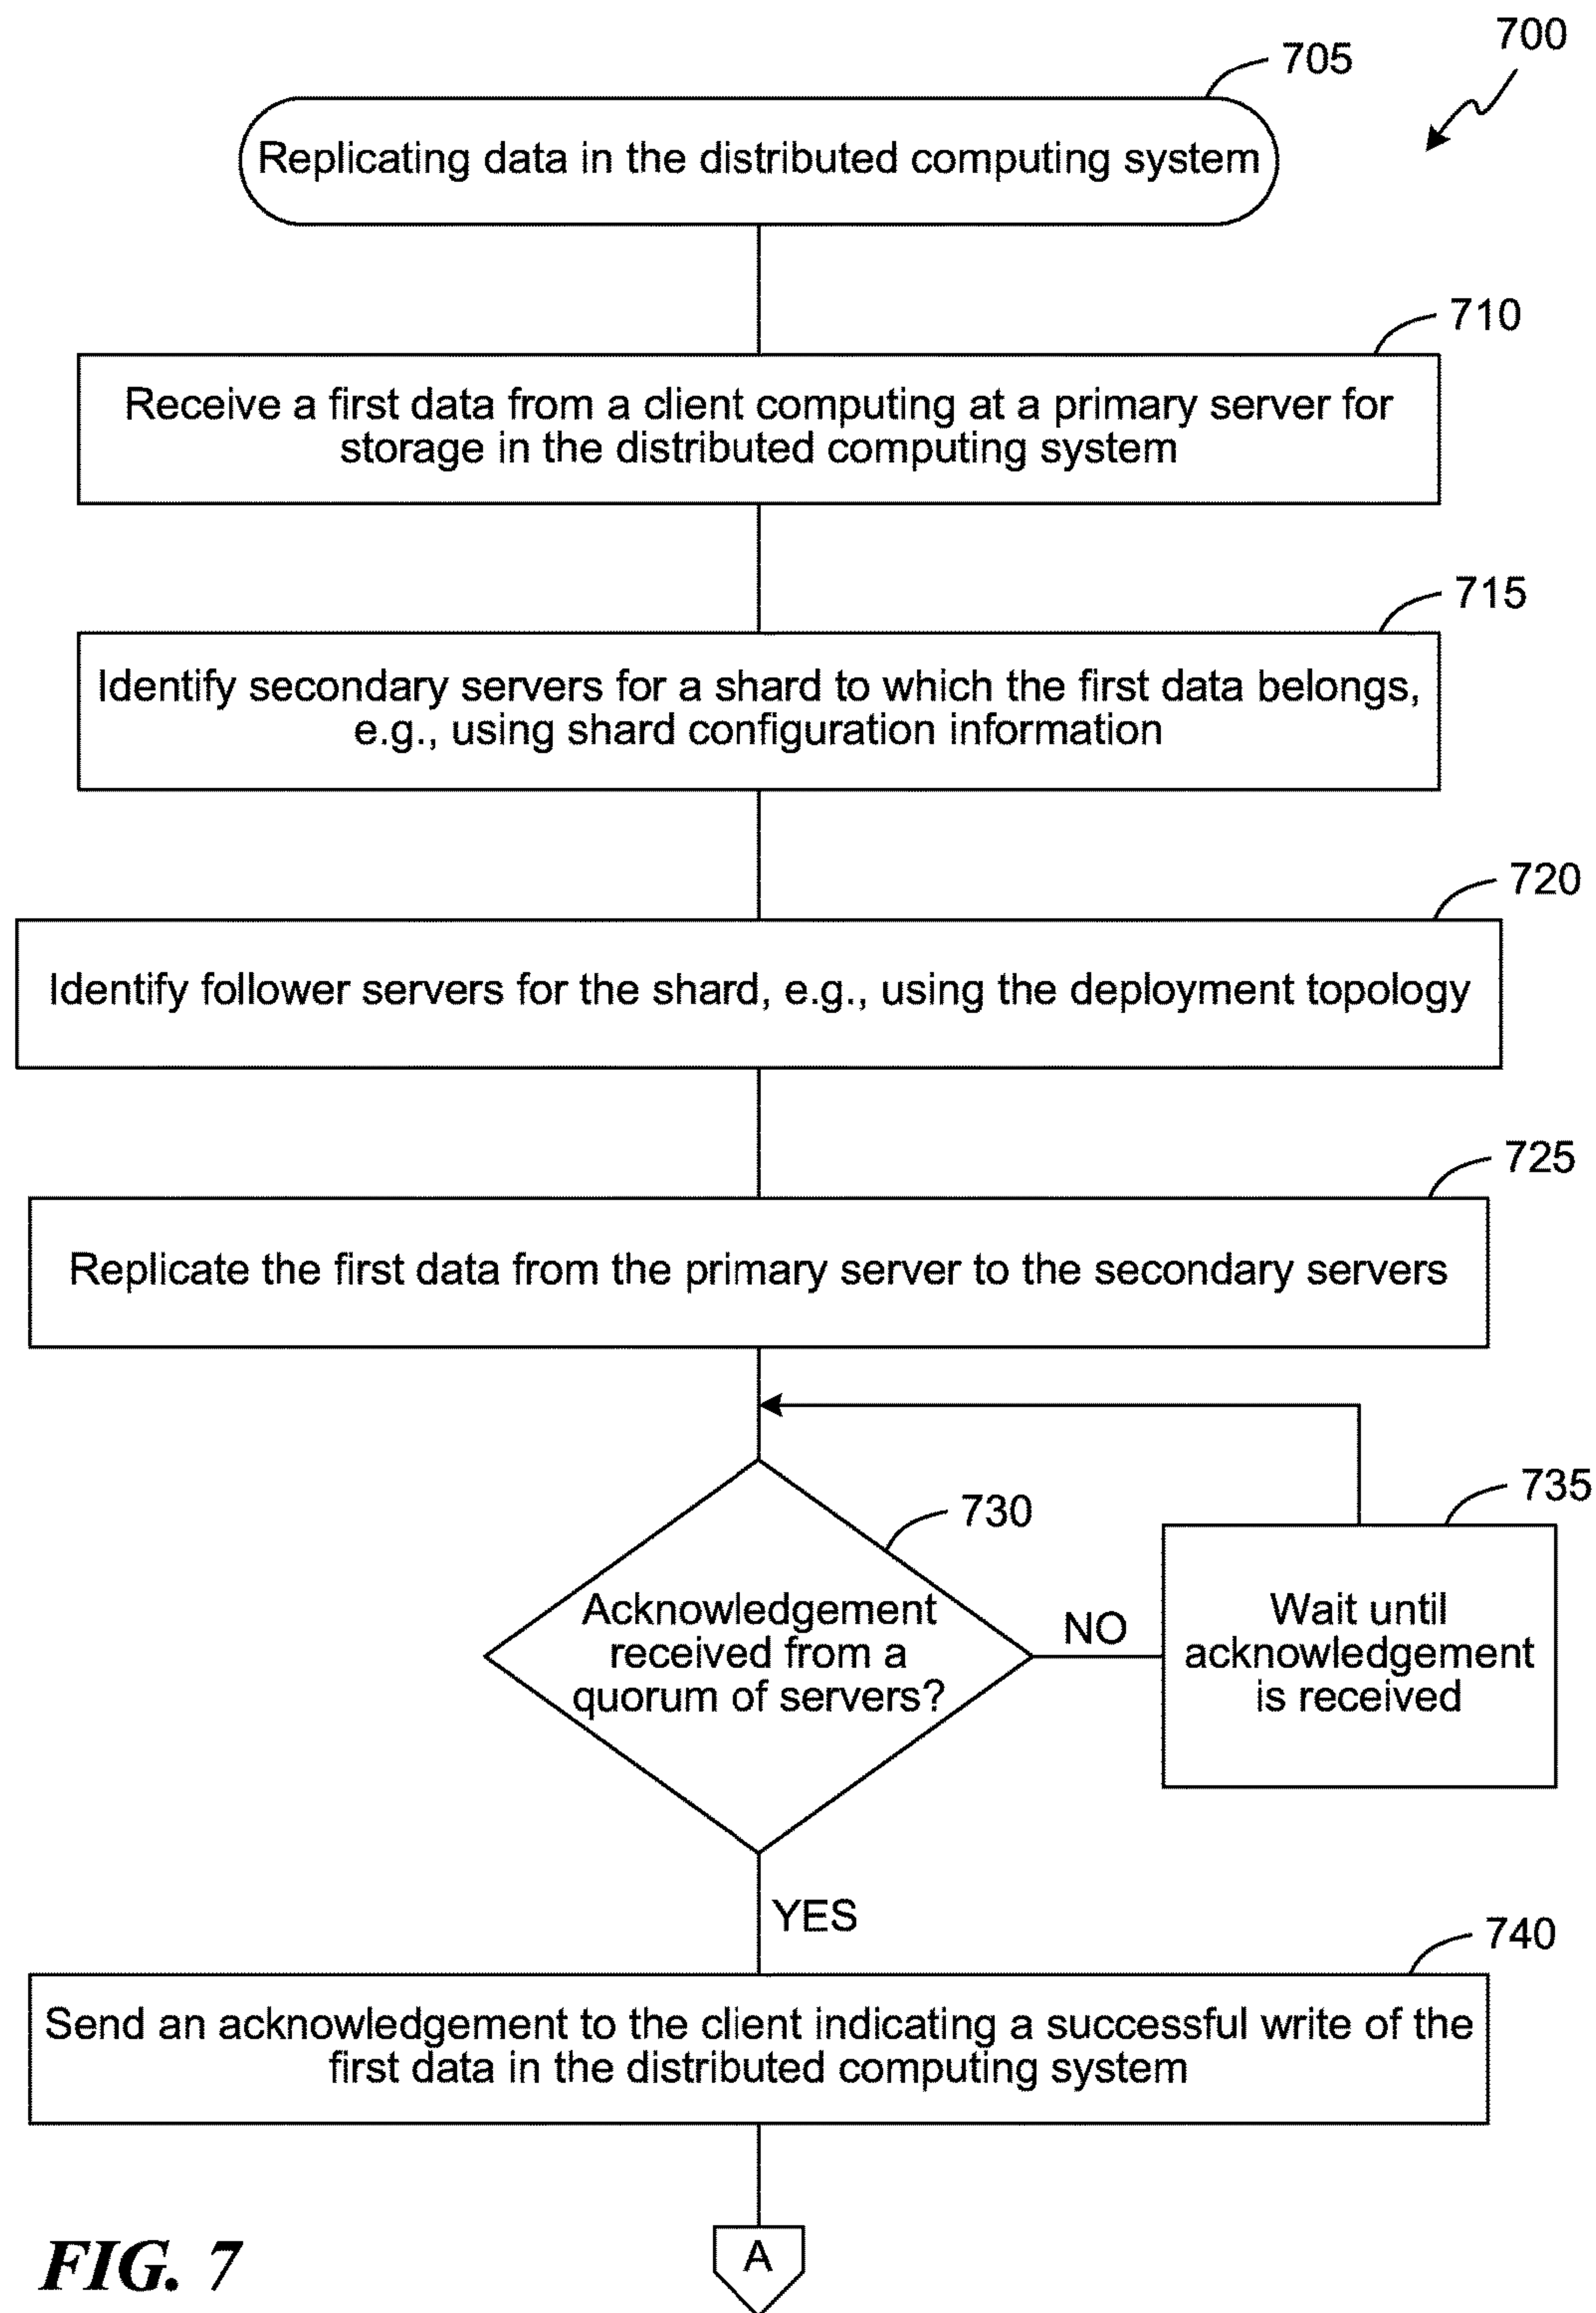 700
705
Replicating data in the distributed computing system
710
Receive a first data from a client computing at a primary server for
storage in the distributed computing system
715
Identify secondary servers for a shard to which the first data belongs,
e.g., using shard configuration information
720
Identify follower servers for the shard, e.g., using the deployment topology
725
Replicate the first data from the primary server to the secondary servers
730
Acknowledgement
received from a
quorum of servers?
NO
735
Wait until
acknowledgement
is received
YES
740
Send an acknowledgement to the client indicating a successful write of the
first data in the distributed computing system
A
FIG. 7